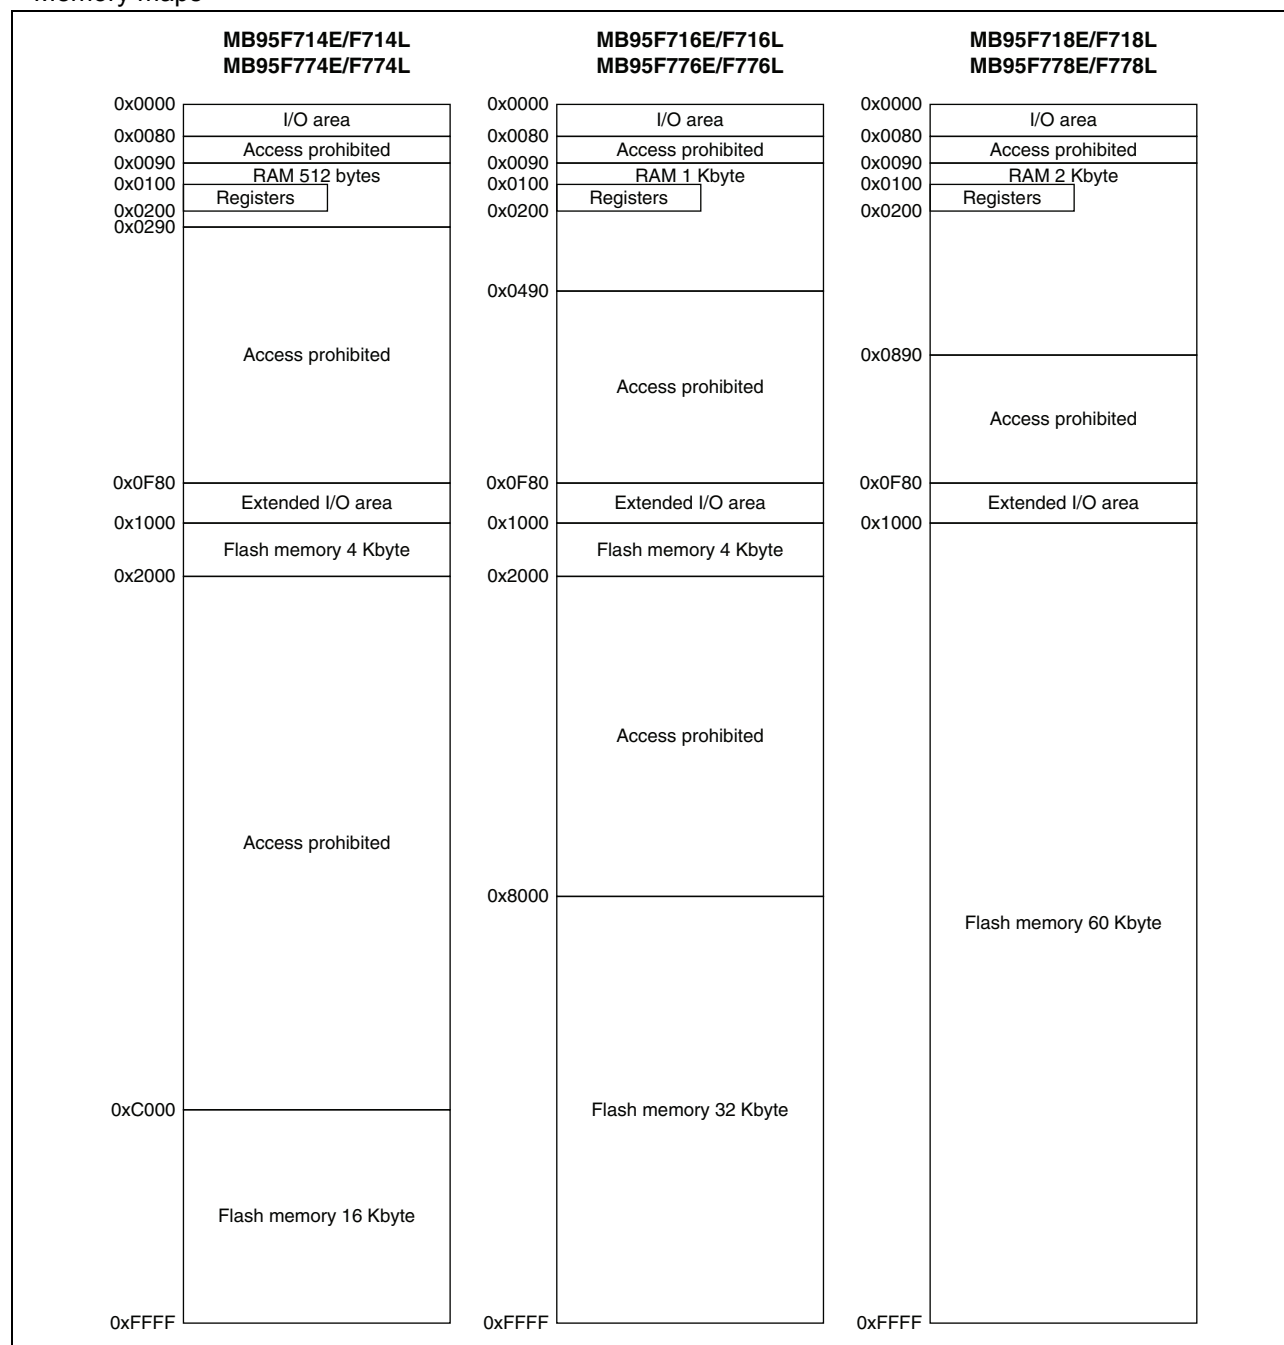 Memory maps
MB95F714E/F714L
MB95F774E/F774L
0x0000
I/O area
0x0080
Access prohibited
0x0090
RAM 512 bytes
0x0100
Registers
0x0200
0x0290
Access prohibited
0x0F80
Extended I/O area
0x1000
Flash memory 4 Kbyte
0x2000
Access prohibited
0xC000
Flash memory 16 Kbyte
0xFFFF
MB95F716E/F716L
MB95F776E/F776L
0x0000
I/O area
0x0080
Access prohibited
0x0090
RAM 1 Kbyte
0x0100
Registers
0x0200
0x0490
Access prohibited
0x0F80
Extended I/O area
0x1000
Flash memory 4 Kbyte
0x2000
Access prohibited
0x8000
Flash memory 32 Kbyte
0xFFFF
MB95F718E/F718L
MB95F778E/F778L
0x0000
I/O area
0x0080
Access prohibited
0x0090
RAM 2 Kbyte
0x0100
Registers
0x0200
0x0890
Access prohibited
0x0F80
Extended I/O area
0x1000
Flash memory 60 Kbyte
0xFFFF